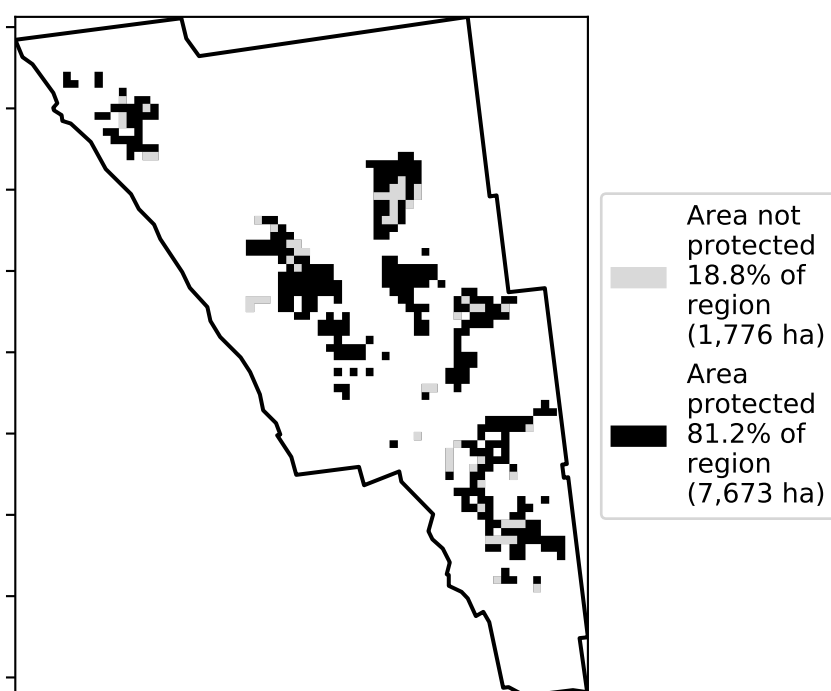 Area not
protected
18.8% of
region
(1,776 ha)
Area
protected
81.2% of
region
(7,673 ha)